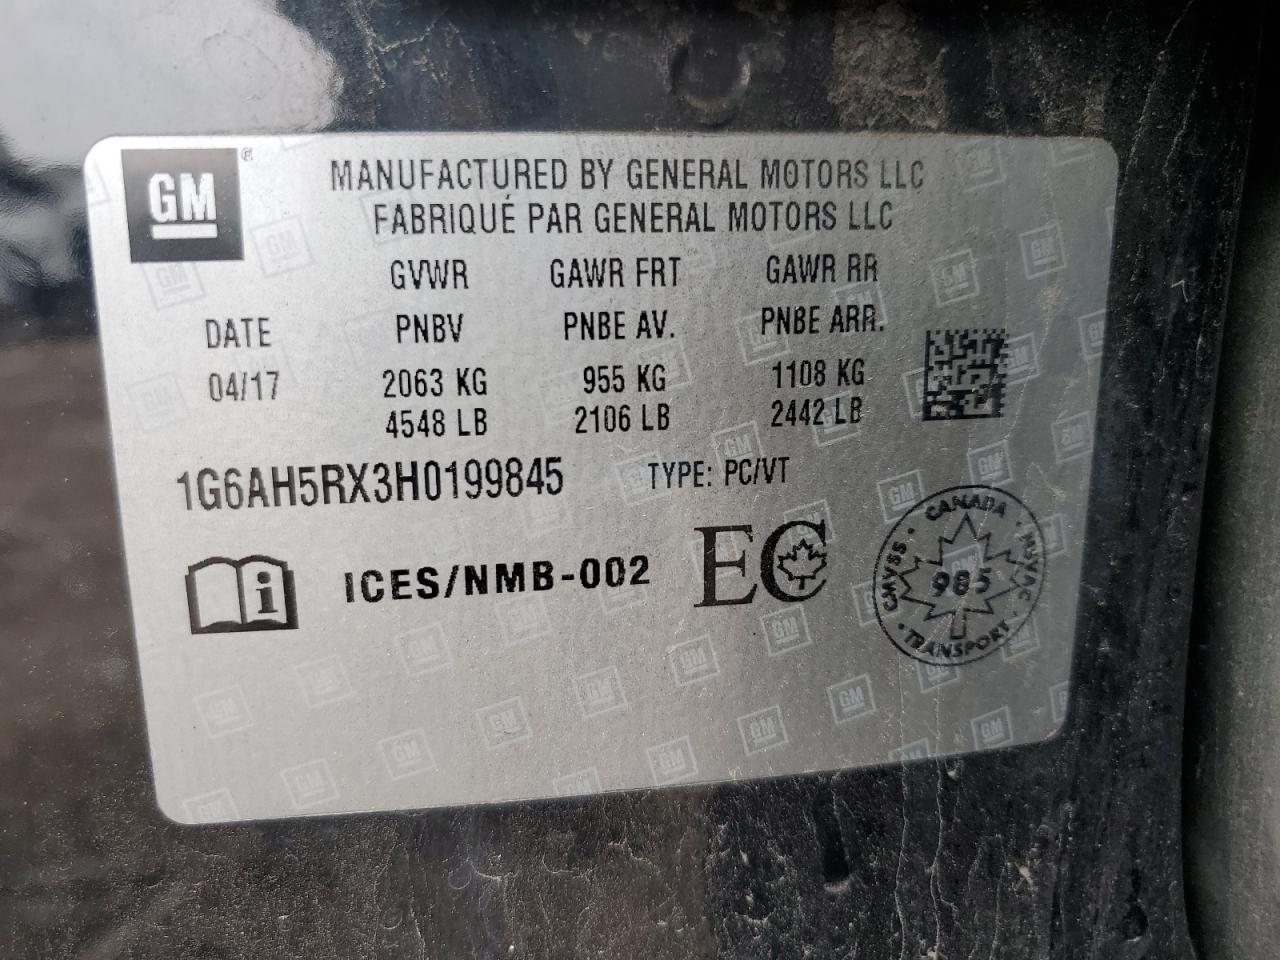 GM
MANUFACTURED BY GENERAL MOTORS LLC
FABRIQUÉ PAR GENERAL MOTORS LLC
GVWR GAWR FRT GAWR RR
DATE PNBV PNBE AV. PNBE ARR.
04/17 2063 KG 955 KG 1108 KG
4548 LB 2106 LB 2442 LB
1G6AH5RX3H0199845 TYPE: PC/VT
i ICES/NMB-002 EC
CANADA · NVSMC · TRANSPORT · CMVSS ·
985